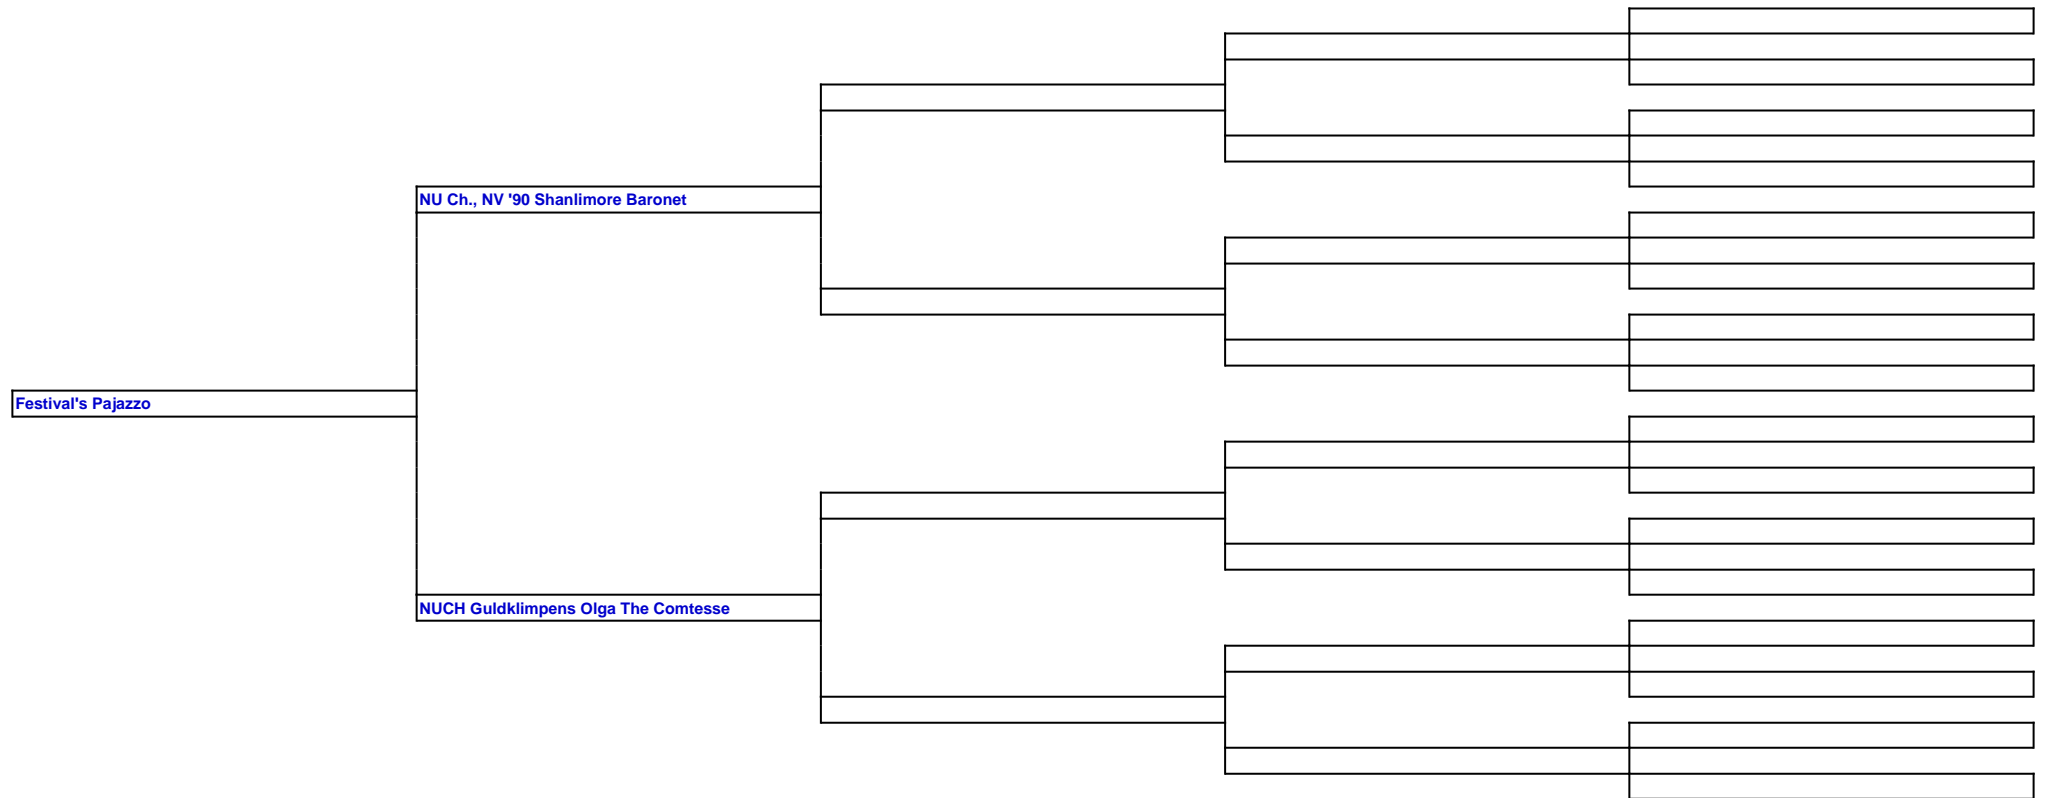 NU Ch., NV '90 Shanlimore Baronet
Festival's Pajazzo
NUCH Guldklimpens Olga The Comtesse